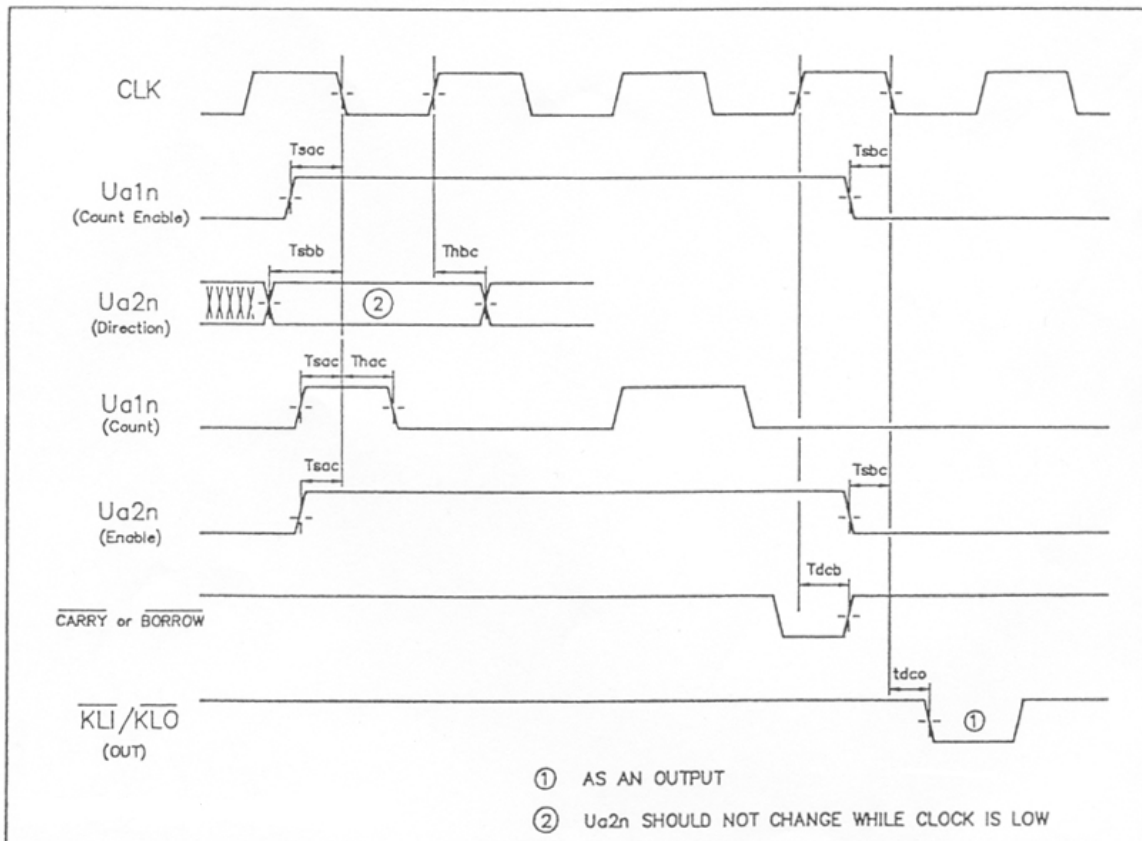 CLK
Tsac
Tsbc
Ua1n
(Count Enable)
Tsbb
Thbc
Ua2n
(Direction)
②
Tsac
Thac
Ua1n
(Count)
Tsac
Tsbc
Ua2n
(Enable)
Tdcb
CARRY or BORROW
tdco
KLI/KLO
(OUT)
①
① AS AN OUTPUT
② Ua2n SHOULD NOT CHANGE WHILE CLOCK IS LOW